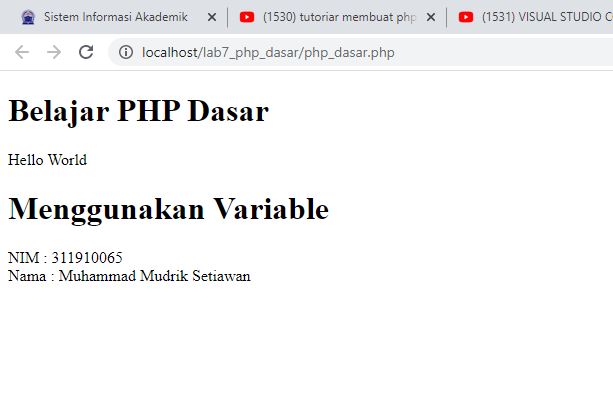 Sistem Informasi Akademik
(1530) tutoriar membuat php
(1531) VISUAL STUDIO C
localhost/lab7_php_dasar/php_dasar.php
Belajar PHP Dasar
Hello World
Menggunakan Variable
NIM : 311910065
Nama : Muhammad Mudrik Setiawan